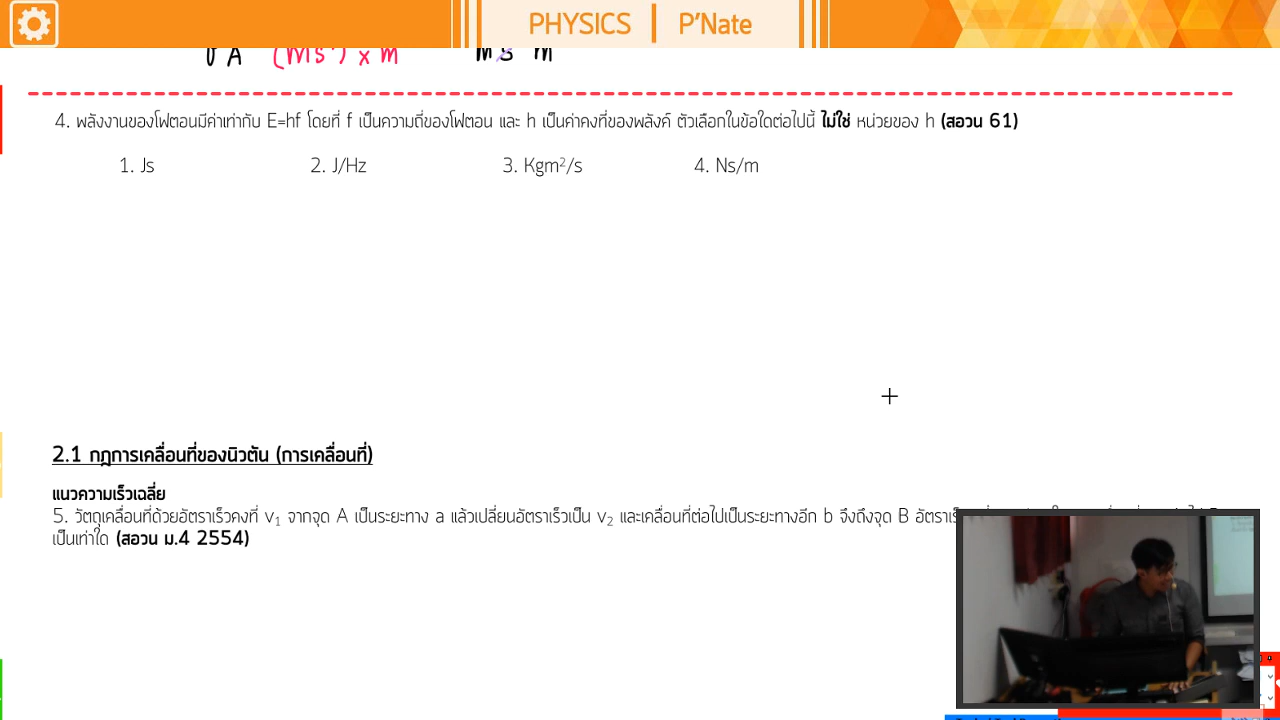 PHYSICS | P'Nate
4. พลังงานของโฟตอนมีค่าเท่ากับ E=hf โดยที่ f เป็นความถี่ของโฟตอน และ h เป็นค่าคงที่ของพลังค์ ตัวเลือกในข้อใดต่อไปนี้ ไม่ใช่ หน่วยของ h (สอวน 61)
1. Js 2. J/Hz 3. Kgm²/s 4. Ns/m
2.1 กฎการเคลื่อนที่ของนิวตัน (การเคลื่อนที่)
แนวความเร็วเฉลี่ย
5. วัตถุเคลื่อนที่ด้วยอัตราเร็วคงที่ v₁ จากจุด A เป็นระยะทาง a แล้วเปลี่ยนอัตราเร็วเป็น v₂ และเคลื่อนที่ต่อไปเป็นระยะทางอีก b จึงถึงจุด B
เป็นเท่าใด (สอวน ม.4 2554)